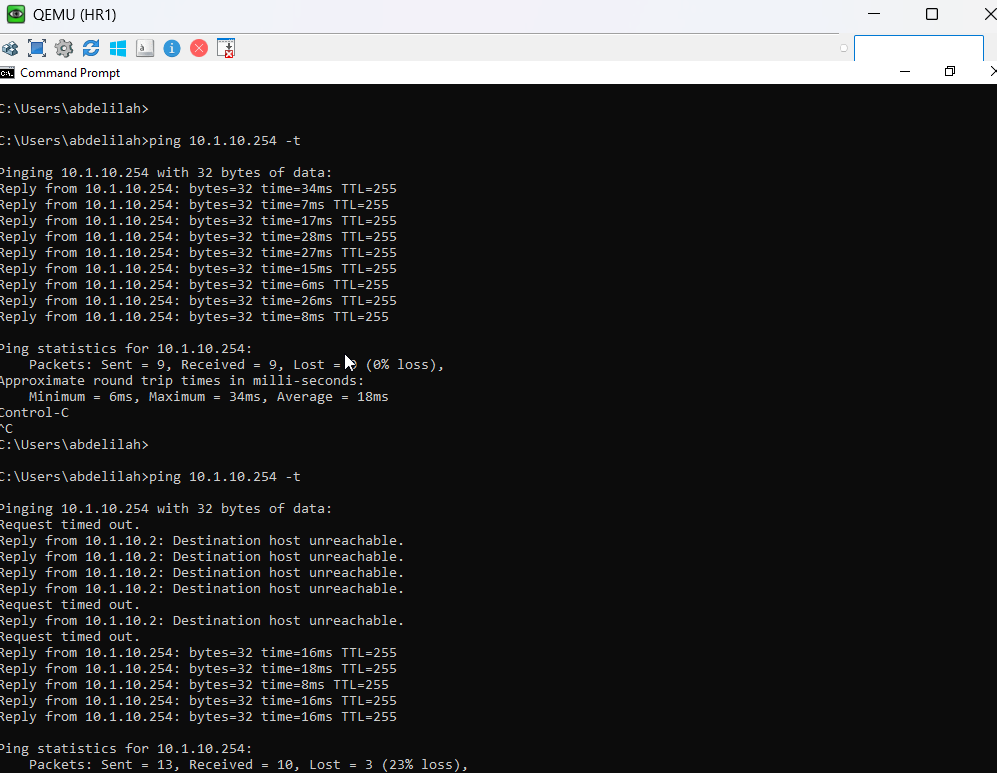 QEMU (HR1)
Command Prompt
C:\Users\abdelilah>
C:\Users\abdelilah>ping 10.1.10.254 -t
Pinging 10.1.10.254 with 32 bytes of data:
Reply from 10.1.10.254: bytes=32 time=34ms TTL=255
Reply from 10.1.10.254: bytes=32 time=7ms TTL=255
Reply from 10.1.10.254: bytes=32 time=17ms TTL=255
Reply from 10.1.10.254: bytes=32 time=28ms TTL=255
Reply from 10.1.10.254: bytes=32 time=27ms TTL=255
Reply from 10.1.10.254: bytes=32 time=15ms TTL=255
Reply from 10.1.10.254: bytes=32 time=6ms TTL=255
Reply from 10.1.10.254: bytes=32 time=26ms TTL=255
Reply from 10.1.10.254: bytes=32 time=8ms TTL=255
Ping statistics for 10.1.10.254:
Packets: Sent = 9, Received = 9, Lost = 0 (0% loss),
Approximate round trip times in milli-seconds:
Minimum = 6ms, Maximum = 34ms, Average = 18ms
Control-C
^C
C:\Users\abdelilah>
C:\Users\abdelilah>ping 10.1.10.254 -t
Pinging 10.1.10.254 with 32 bytes of data:
Request timed out.
Reply from 10.1.10.2: Destination host unreachable.
Reply from 10.1.10.2: Destination host unreachable.
Reply from 10.1.10.2: Destination host unreachable.
Reply from 10.1.10.2: Destination host unreachable.
Request timed out.
Reply from 10.1.10.2: Destination host unreachable.
Request timed out.
Reply from 10.1.10.254: bytes=32 time=16ms TTL=255
Reply from 10.1.10.254: bytes=32 time=18ms TTL=255
Reply from 10.1.10.254: bytes=32 time=8ms TTL=255
Reply from 10.1.10.254: bytes=32 time=16ms TTL=255
Reply from 10.1.10.254: bytes=32 time=16ms TTL=255
Ping statistics for 10.1.10.254:
Packets: Sent = 13, Received = 10, Lost = 3 (23% loss),